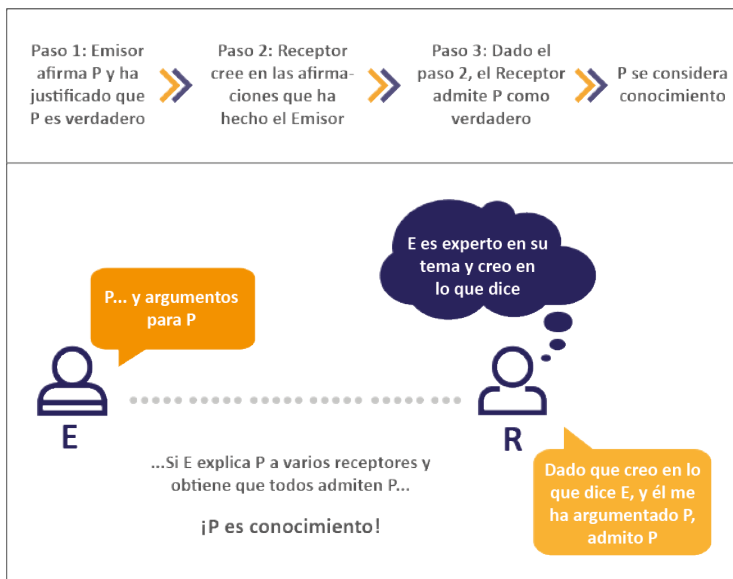 Paso 1: Emisor
afirma P y ha
justificado que
P es verdadero
Paso 2: Receptor
cree en las afirma-
ciones que ha
hecho el Emisor
Paso 3: Dado el
paso 2, el Receptor
admite P como
verdadero
P se considera
conocimiento
E es experto en su
tema y creo en
lo que dice
P... y argumentos
para P
E
R
...Si E explica P a varios receptores y
obtiene que todos admiten P...
¡P es conocimiento!
Dado que creo en lo
que dice E, y él me
ha argumentado P,
admito P